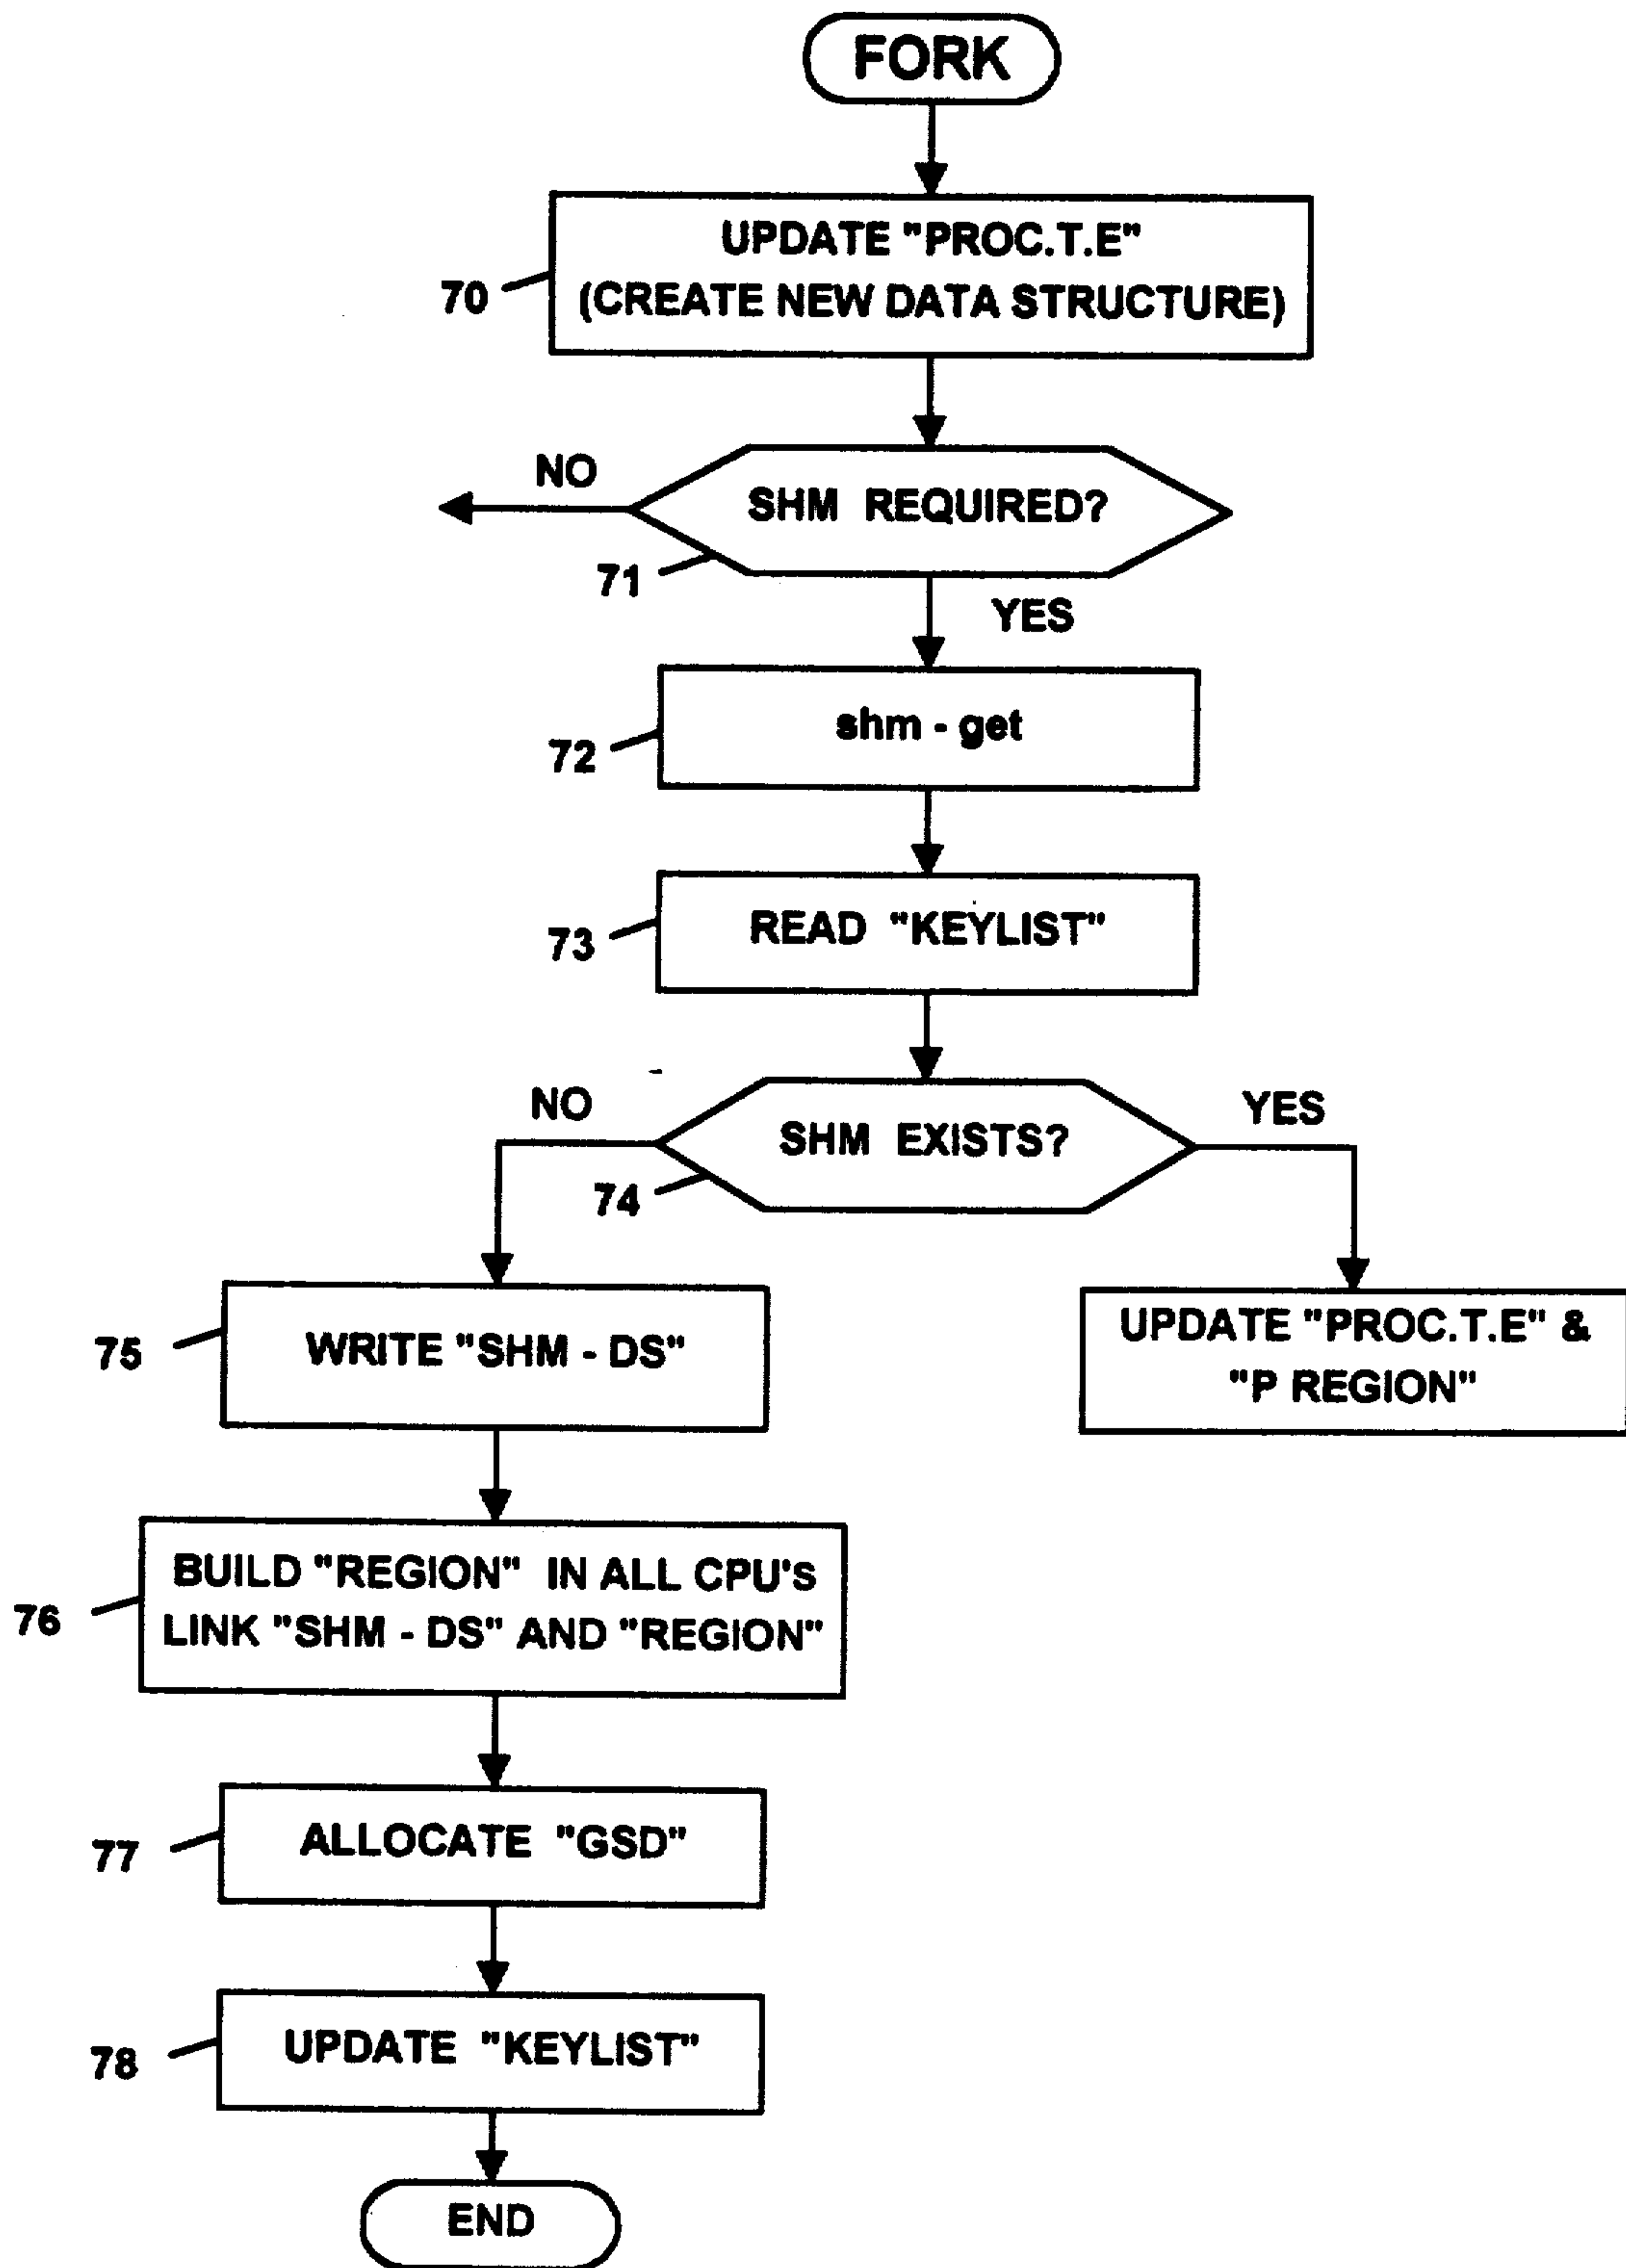 FORK
UPDATE "PROC.T.E"
(CREATE NEW DATA STRUCTURE)
70
NO
SHM REQUIRED?
71
YES
shm - get
72
READ "KEYLIST"
73
NO
SHM EXISTS?
YES
74
WRITE "SHM - DS"
75
UPDATE "PROC.T.E" &
"P REGION"
BUILD "REGION" IN ALL CPU's
LINK "SHM - DS" AND "REGION"
76
ALLOCATE "GSD"
77
UPDATE "KEYLIST"
78
END